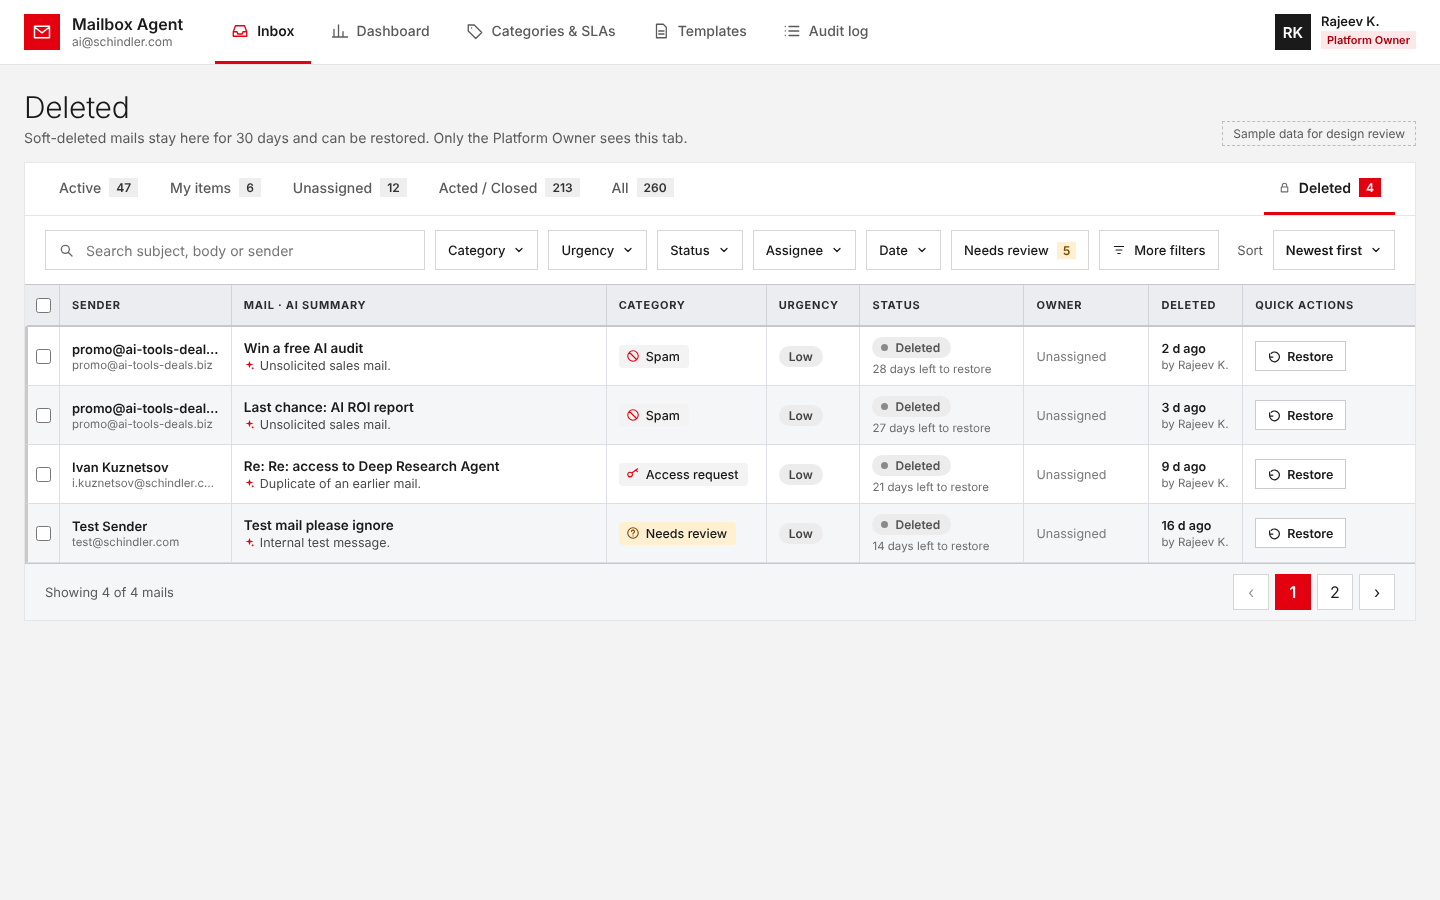 Mailbox Agent
ai@schindler.com
Inbox
Dashboard
Categories & SLAs
Templates
Audit log
RK
Rajeev K.
Platform Owner
Deleted
Soft-deleted mails stay here for 30 days and can be restored. Only the Platform Owner sees this tab.
Sample data for design review
Active 47
My items 6
Unassigned 12
Acted / Closed 213
All 260
Deleted 4
Search subject, body or sender
Category
Urgency
Status
Assignee
Date
Needs review 5
More filters
Sort
Newest first
SENDER
MAIL · AI SUMMARY
CATEGORY
URGENCY
STATUS
OWNER
DELETED
QUICK ACTIONS
promo@ai-tools-deal...
promo@ai-tools-deals.biz
Win a free AI audit
Unsolicited sales mail.
Spam
Low
Deleted
28 days left to restore
Unassigned
2 d ago
by Rajeev K.
Restore
promo@ai-tools-deal...
promo@ai-tools-deals.biz
Last chance: AI ROI report
Unsolicited sales mail.
Spam
Low
Deleted
27 days left to restore
Unassigned
3 d ago
by Rajeev K.
Restore
Ivan Kuznetsov
i.kuznetsov@schindler.c...
Re: Re: access to Deep Research Agent
Duplicate of an earlier mail.
Access request
Low
Deleted
21 days left to restore
Unassigned
9 d ago
by Rajeev K.
Restore
Test Sender
test@schindler.com
Test mail please ignore
Internal test message.
Needs review
Low
Deleted
14 days left to restore
Unassigned
16 d ago
by Rajeev K.
Restore
Showing 4 of 4 mails
‹ 1 2 ›